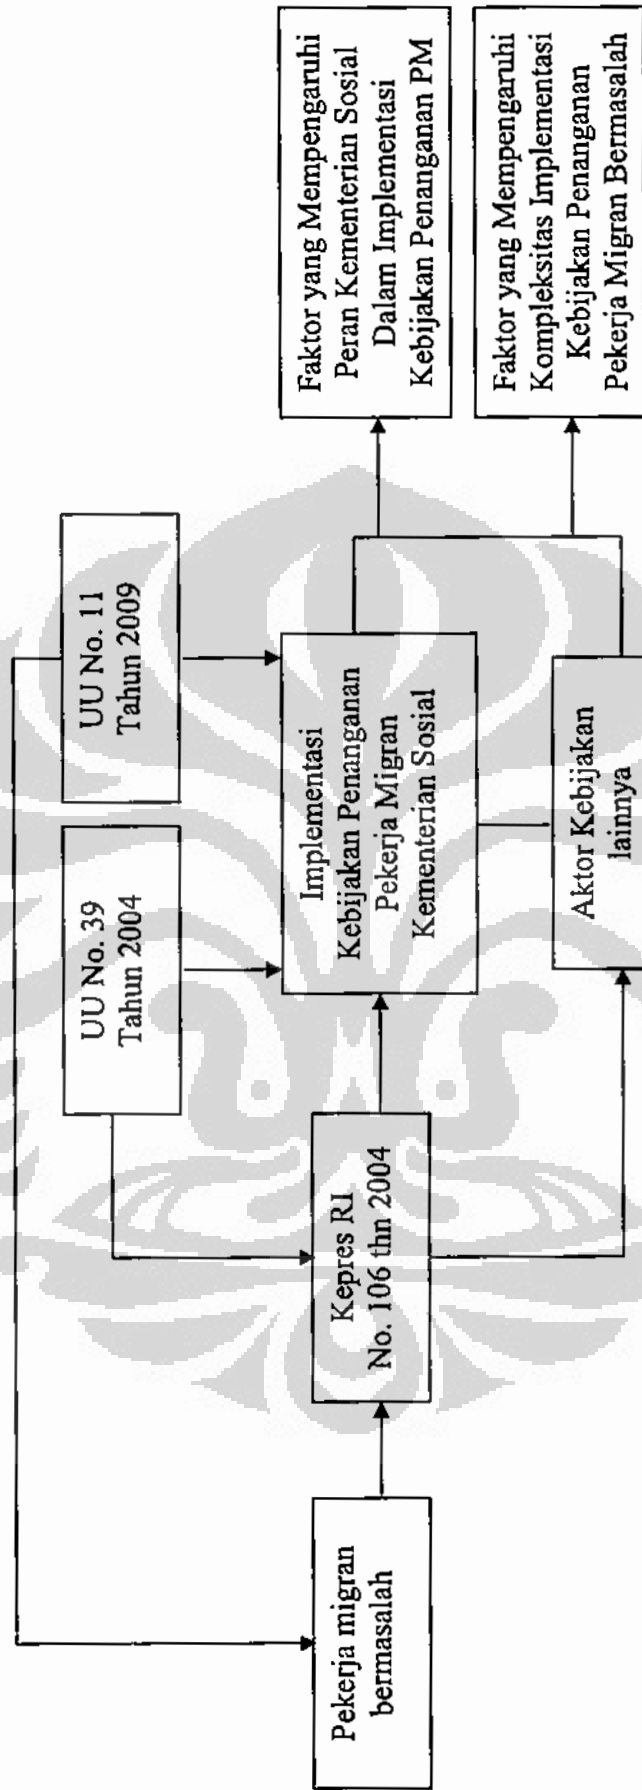 UU No. 39
Tahun 2004
UU No. 11
Tahun 2009
Pekerja migran
bermasalah
Kepres RI
No. 106 thn 2004
Implementasi
Kebijakan Penanganan
Pekerja Migran
Kementerian Sosial
Aktor Kebijakan
lainnya
Faktor yang Mempengaruhi
Peran Kementerian Sosial
Dalam Implementasi
Kebijakan Penanganan PM
Faktor yang Mempengaruhi
Kompleksitas Implementasi
Kebijakan Penanganan
Pekerja Migran Bermasalah